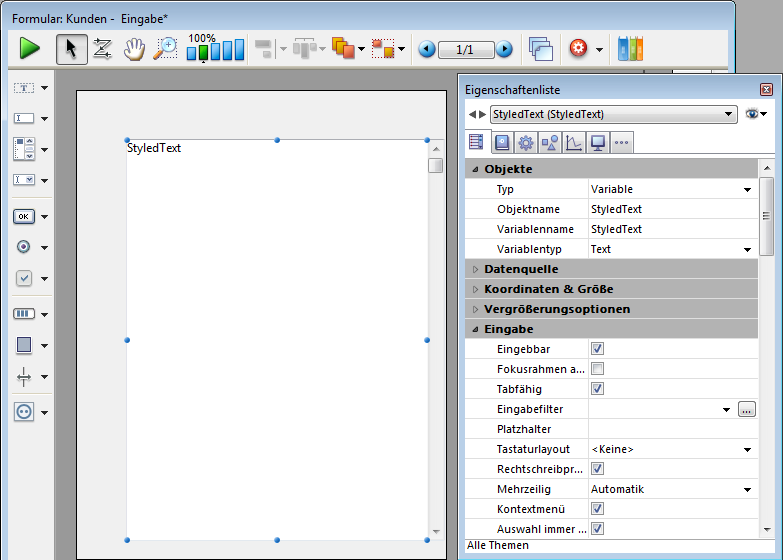 Formular: Kunden - Eingabe*
100%
1/1
T
OK
StyledText
Eigenschaftenliste
StyledText (StyledText)
Objekte
Typ Variable
Objektname StyledText
Variablenname StyledText
Variablentyp Text
Datenquelle
Koordinaten & Größe
Vergrößerungsoptionen
Eingabe
Eingebbar
Fokusrahmen a...
Tabfähig
Eingabefilter ...
Platzhalter
Tastaturlayout <Keine>
Rechtschreibpr...
Mehrzeilig Automatik
Kontextmenü
Auswahl immer ...
Alle Themen